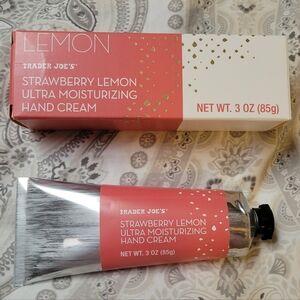 LEMON
TRADER JOE'S
STRAWBERRY LEMON
ULTRA MOISTURIZING
HAND CREAM
NET WT. 3 OZ (85g)
TRADER JOE'S
STRAWBERRY LEMON
ULTRA MOISTURIZING
HAND CREAM
NET WT. 3 OZ (85g)